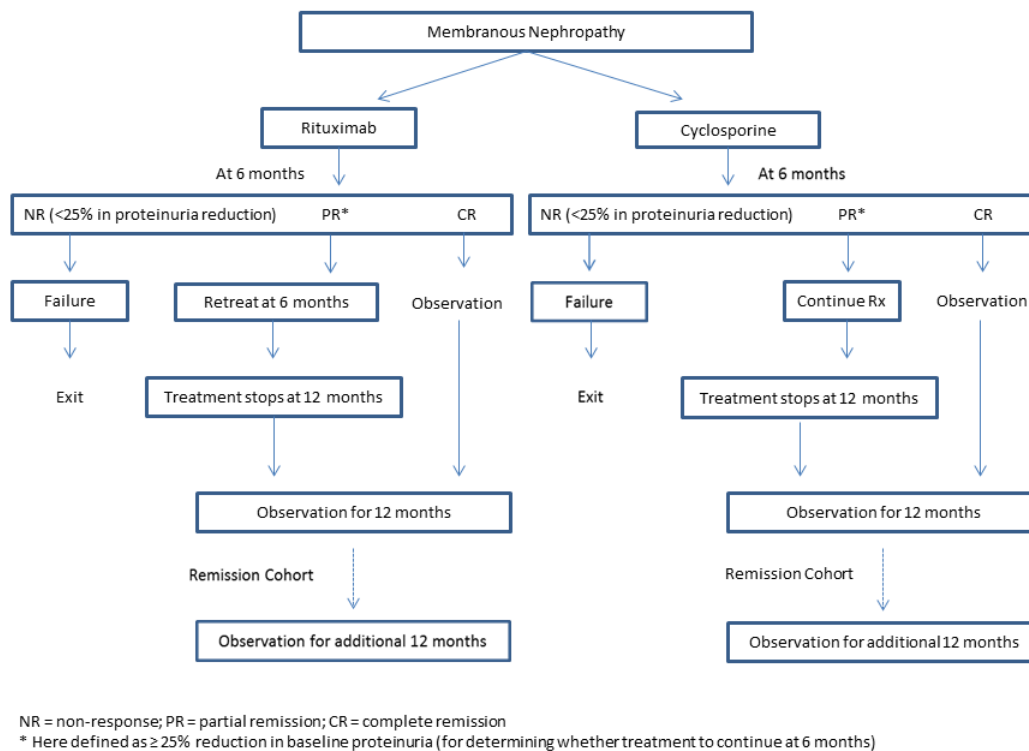 Membranous Nephropathy
Rituximab
Cyclosporine
At 6 months
At 6 months
NR (<25% in proteinuria reduction) PR* CR
NR (<25% in proteinuria reduction) PR* CR
Failure
Retreat at 6 months
Observation
Failure
Continue Rx
Observation
Exit
Treatment stops at 12 months
Exit
Treatment stops at 12 months
Observation for 12 months
Observation for 12 months
Remission Cohort
Remission Cohort
Observation for additional 12 months
Observation for additional 12 months
NR = non-response; PR = partial remission; CR = complete remission
* Here defined as ≥ 25% reduction in baseline proteinuria (for determining whether treatment to continue at 6 months)